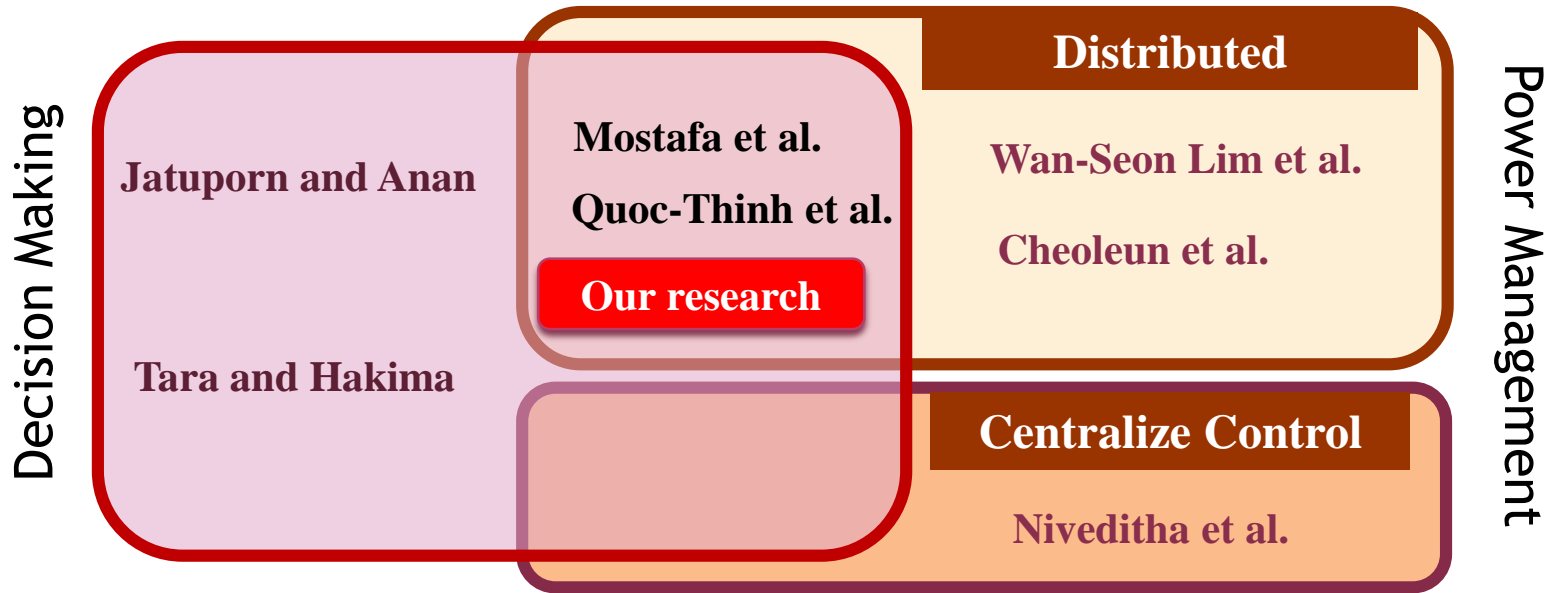 Decision Making
Jatuporn and Anan
Tara and Hakima
Mostafa et al.
Quoc-Thinh et al.
Our research
Distributed
Wan-Seon Lim et al.
Cheoleun et al.
Centralize Control
Niveditha et al.
Power Management